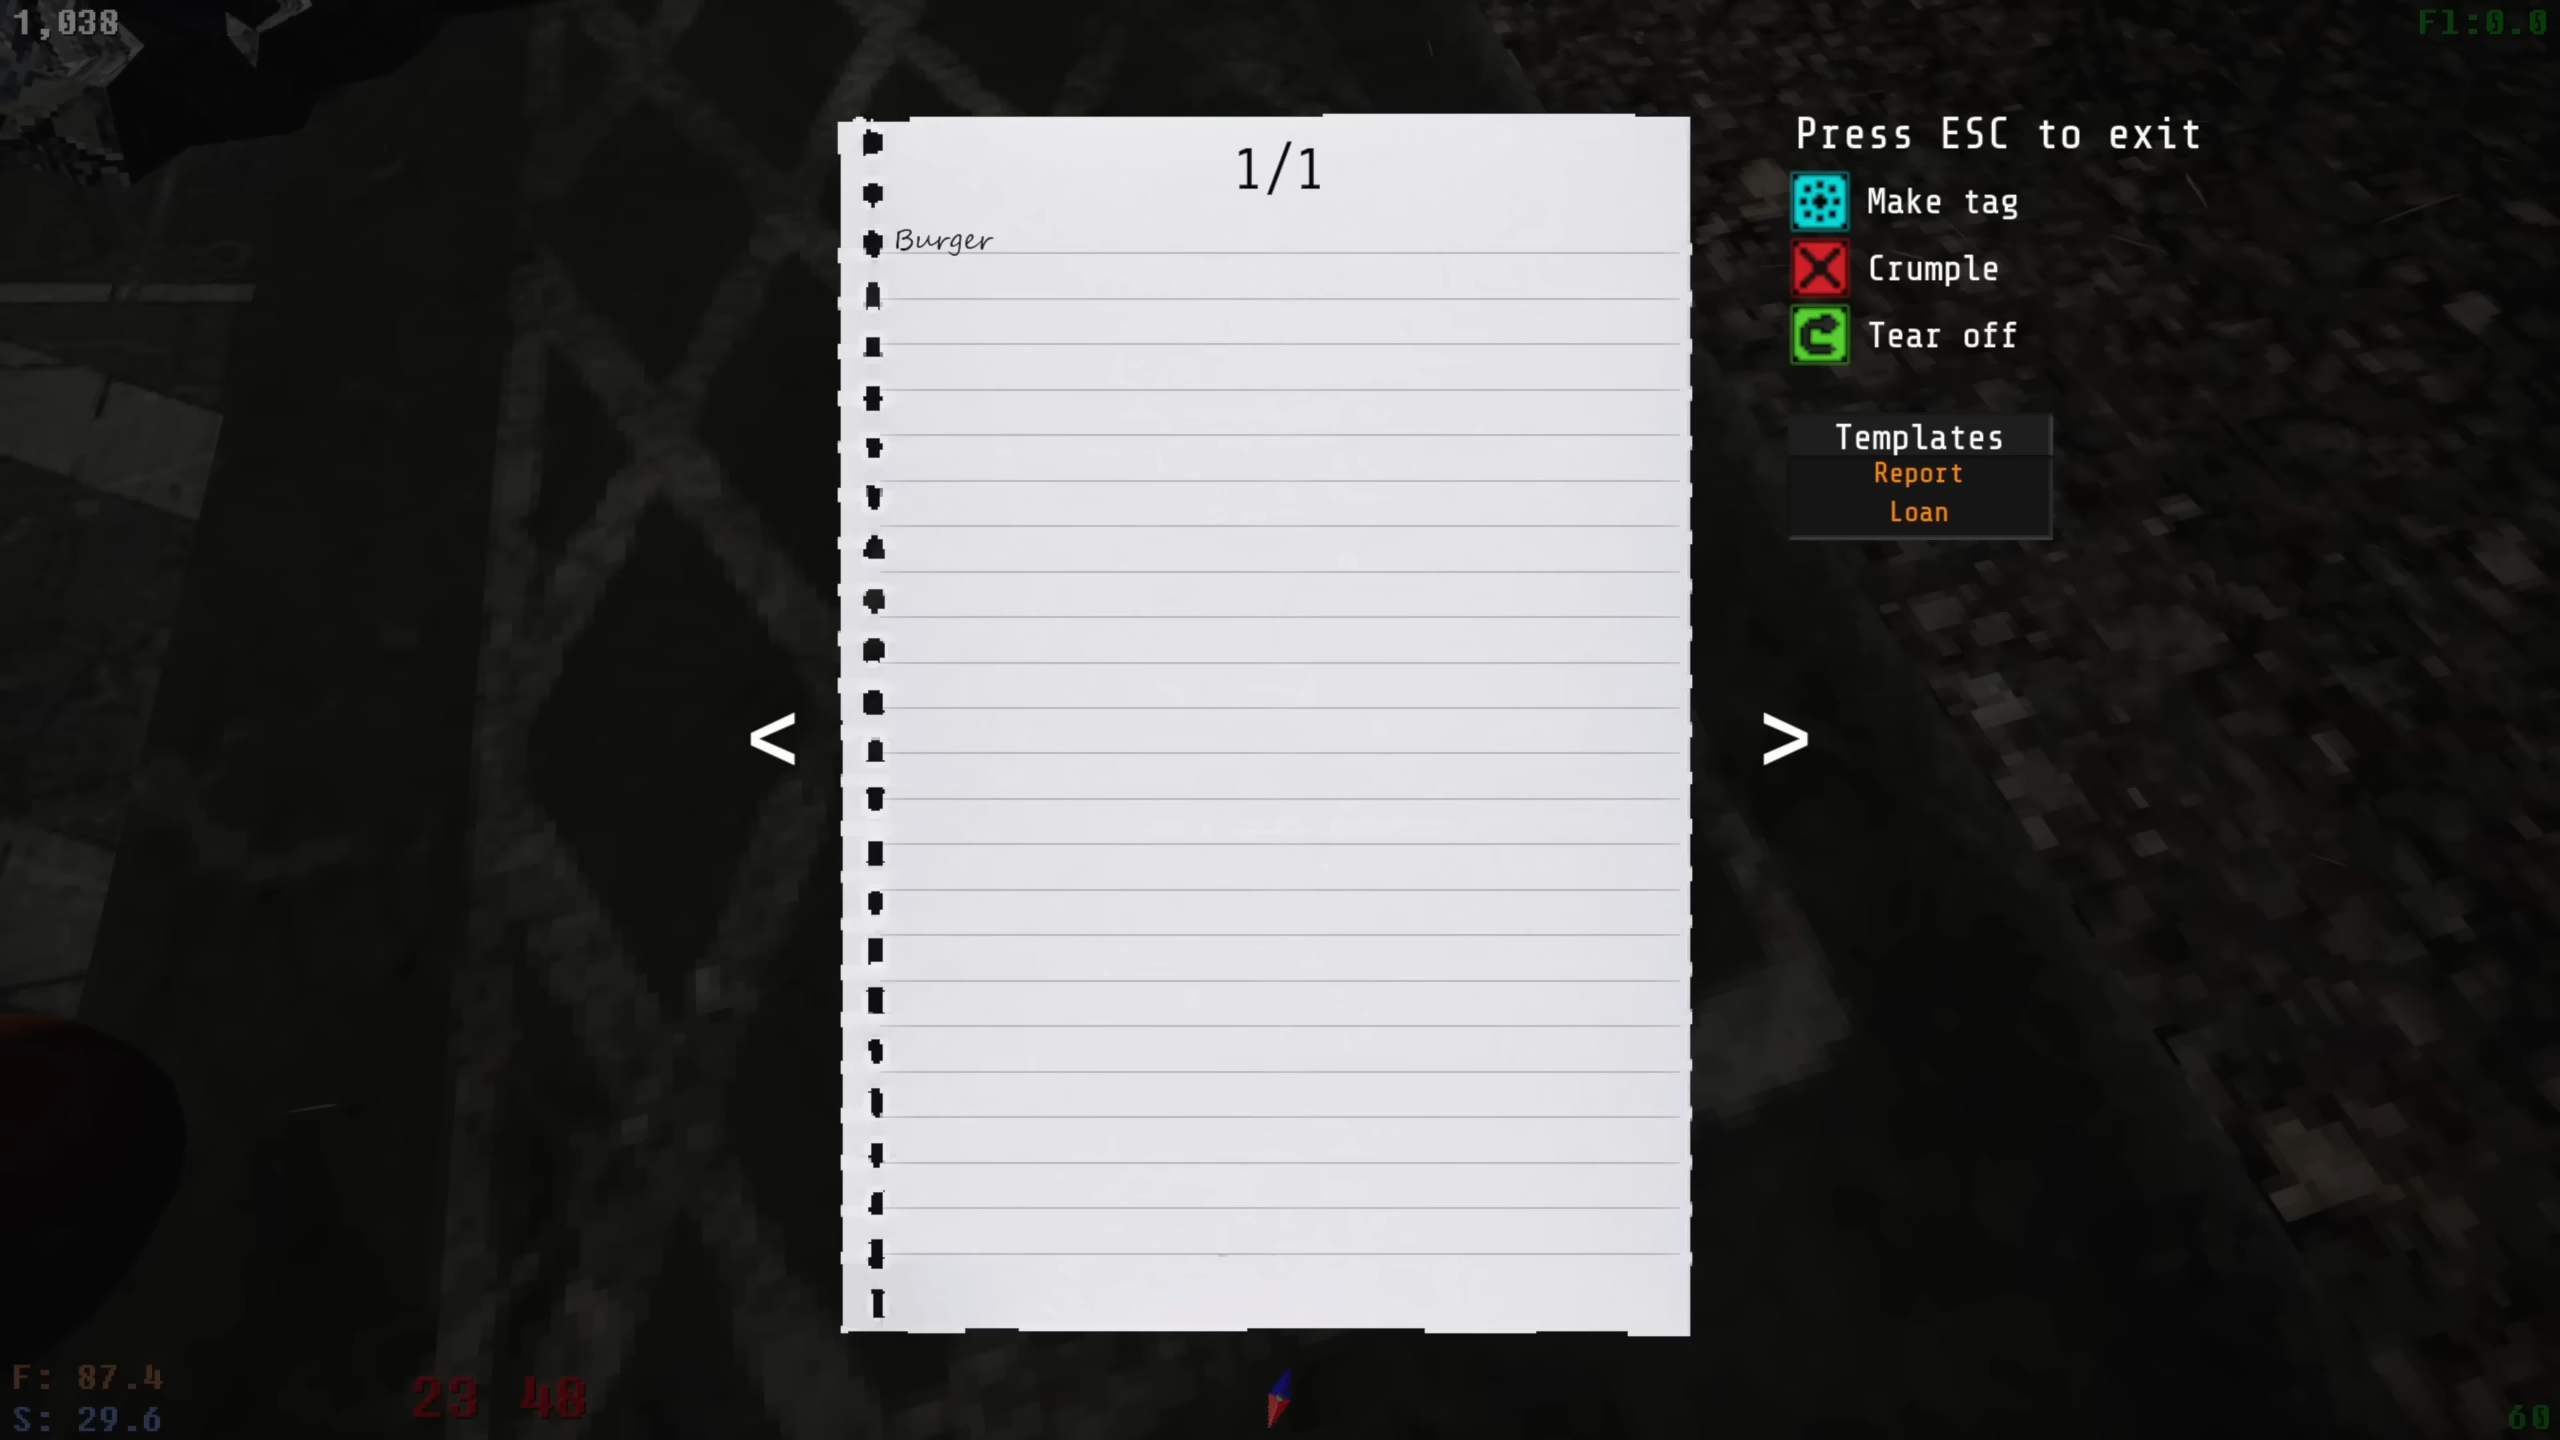 1,038
F1:0.0
Press ESC to exit
1/1
Make tag
Burger
Crumple
Tear off
Templates
Report
Loan
<
>
F: 87.4
S: 29.6
23 48
60